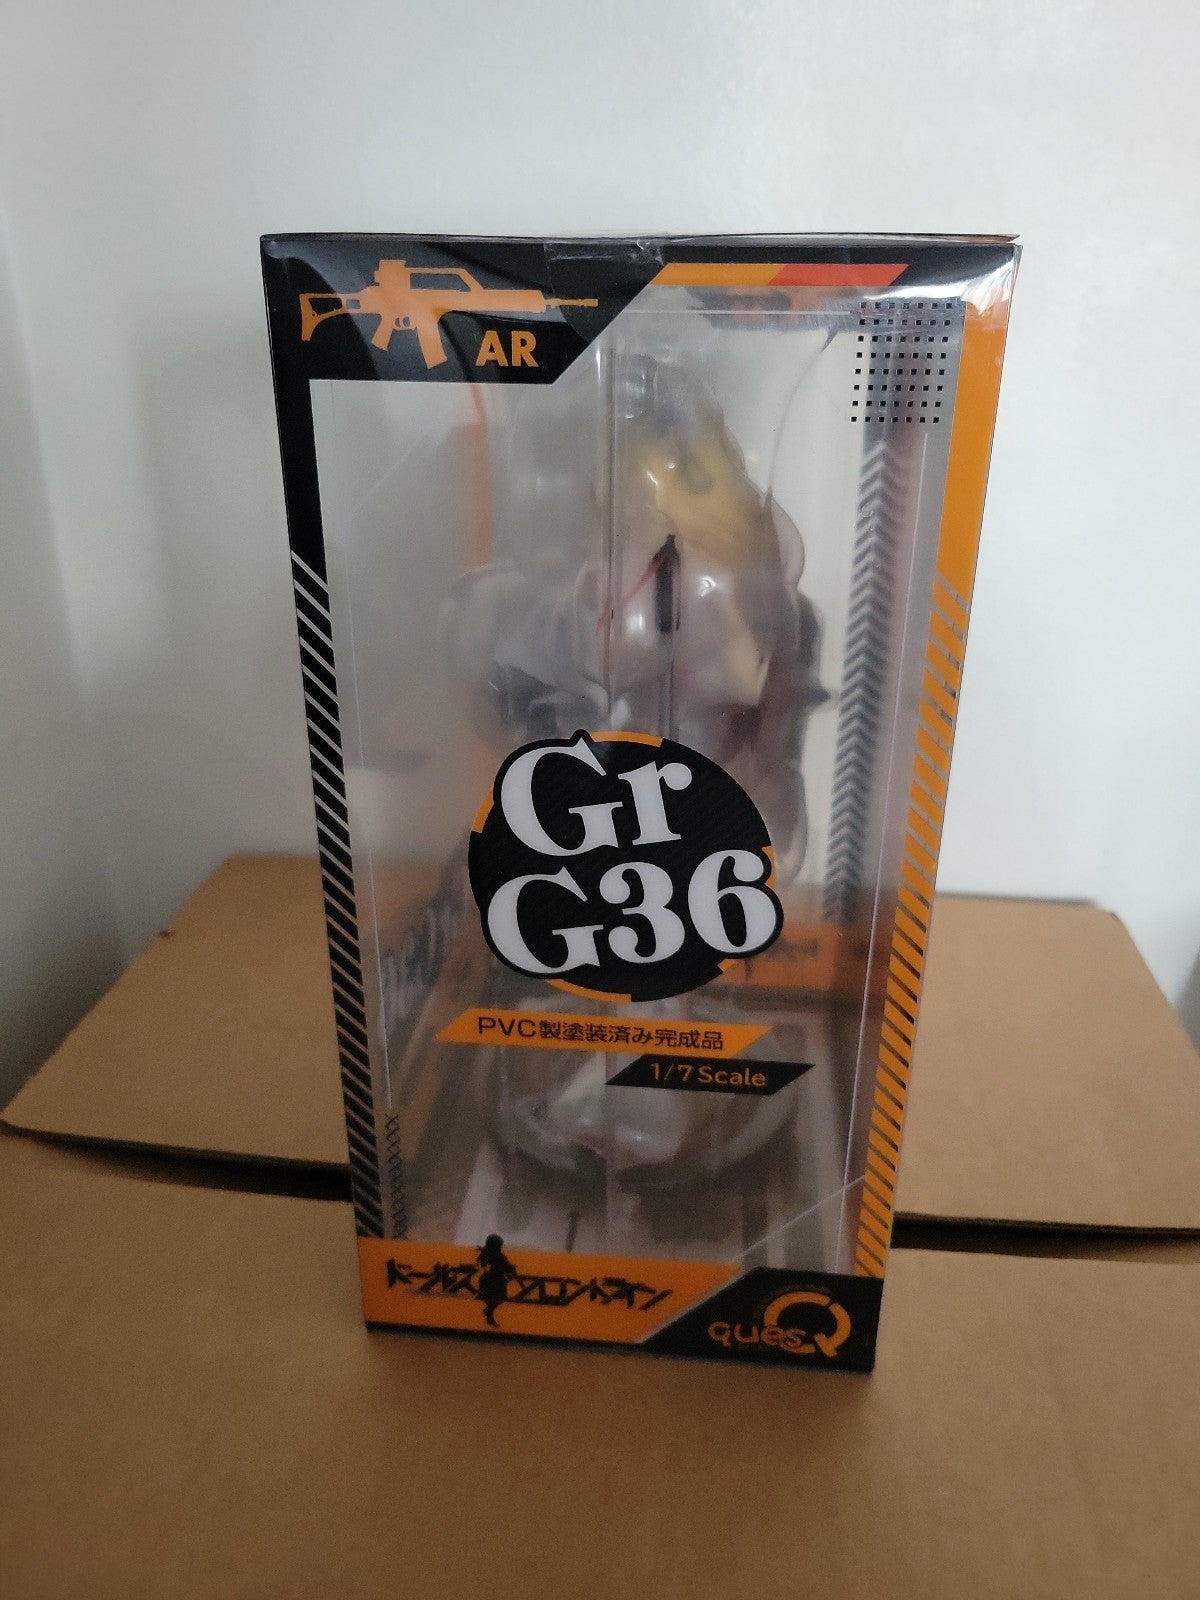 AR
Gr
G36
PVC製塗装済み完成品
1/7 Scale
ドールズフロントライン
quesQ